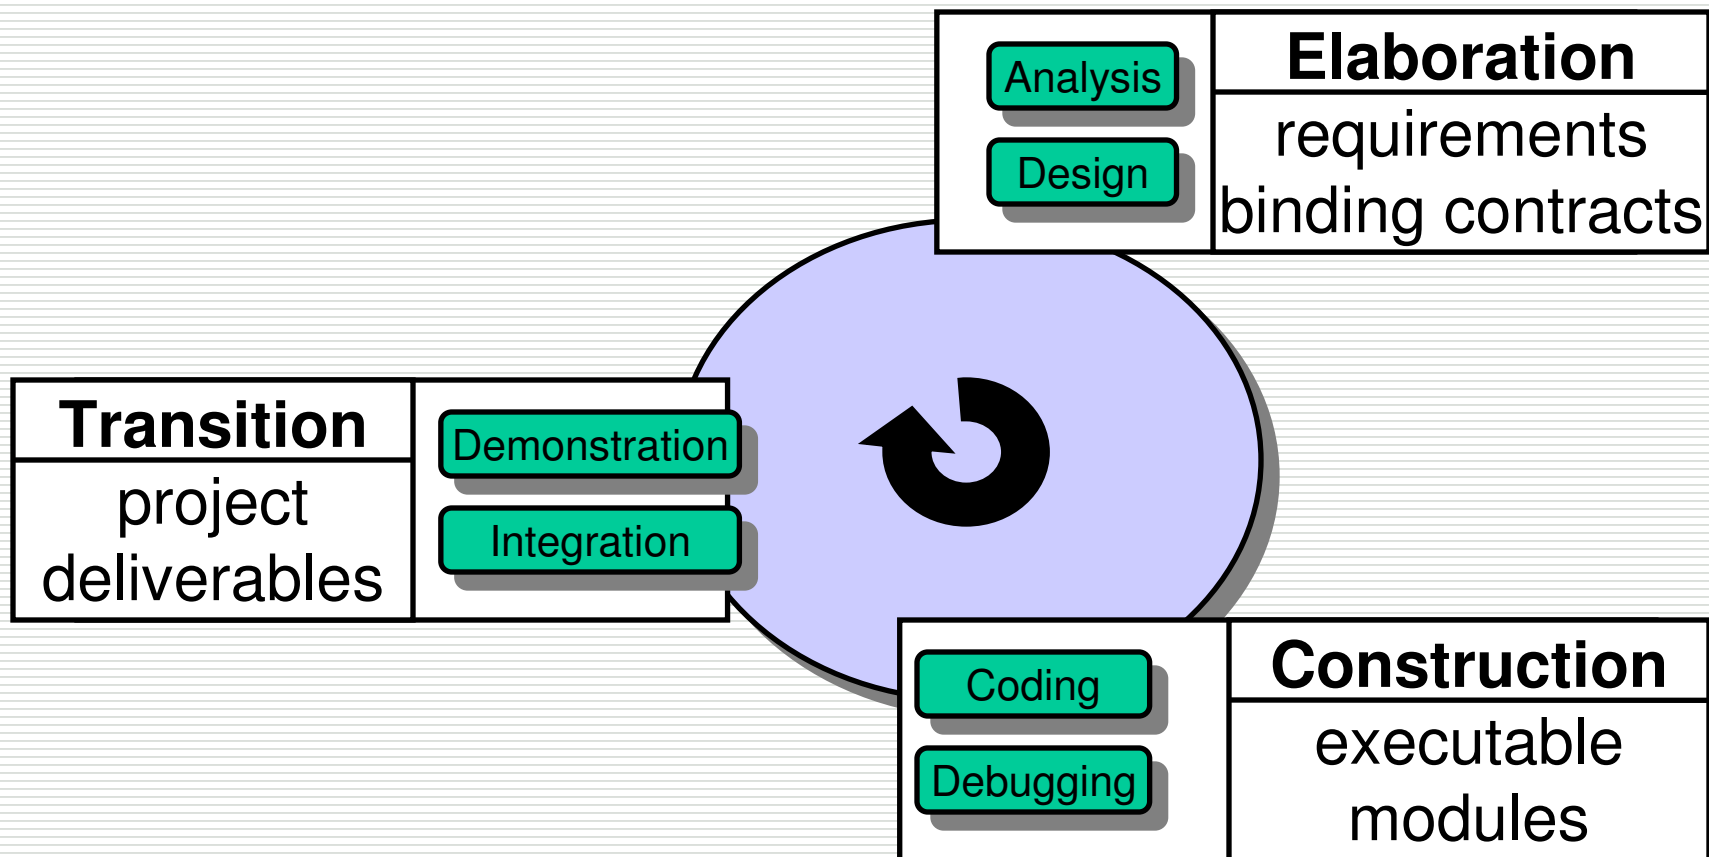 Analysis
Design
Elaboration
requirements
binding contracts
Transition
project
deliverables
Demonstration
Integration
Coding
Debugging
Construction
executable
modules